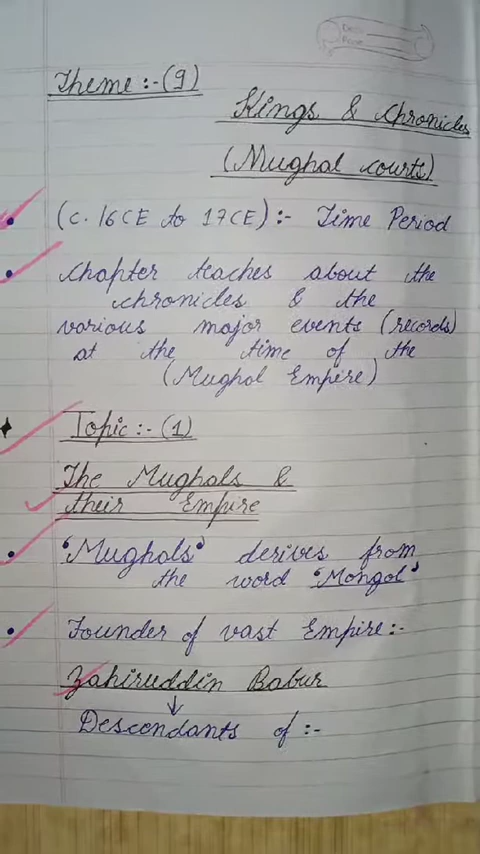 Date
Page
Theme :- (9)
Kings & Chronicles
(Mughal courts)
(c. 16CE to 17CE) :- Time Period
Chapter teaches about the
chronicles & the
various major events (records)
at the time of the
(Mughal Empire)
Topic :- (1)
The Mughals &
their Empire
'Mughals' derives from
the word 'Mongol'
Founder of vast Empire :-
Zahiruddin Babur
↓
Descendants of :-